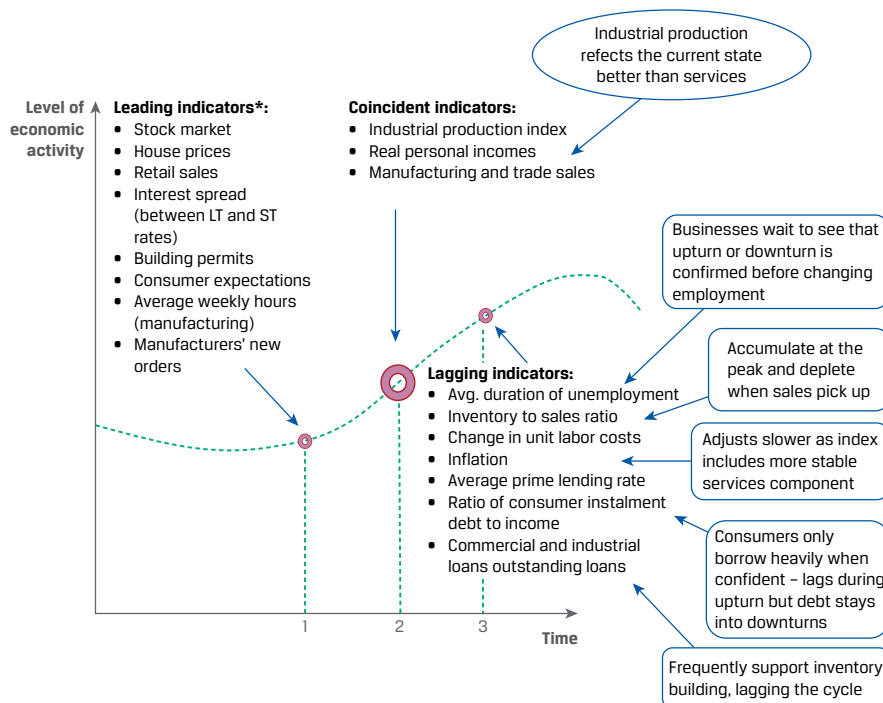 Industrial production
refects the current state
better than services
Level of
economic
activity
Leading indicators*:
• Stock market
• House prices
• Retail sales
• Interest spread
(between LT and ST
rates)
• Building permits
• Consumer expectations
• Average weekly hours
(manufacturing)
• Manufacturers' new
orders
Coincident indicators:
• Industrial production index
• Real personal incomes
• Manufacturing and trade sales
Businesses wait to see that
upturn or downturn is
confirmed before changing
employment
Accumulate at the
peak and deplete
when sales pick up
Lagging indicators:
• Avg. duration of unemployment
• Inventory to sales ratio
• Change in unit labor costs
• Inflation
• Average prime lending rate
• Ratio of consumer instalment
debt to income
• Commercial and industrial
loans outstanding loans
Adjusts slower as index
includes more stable
services component
Consumers only
borrow heavily when
confident – lags during
upturn but debt stays
into downturns
Frequently support inventory
building, lagging the cycle
1
2
3
Time